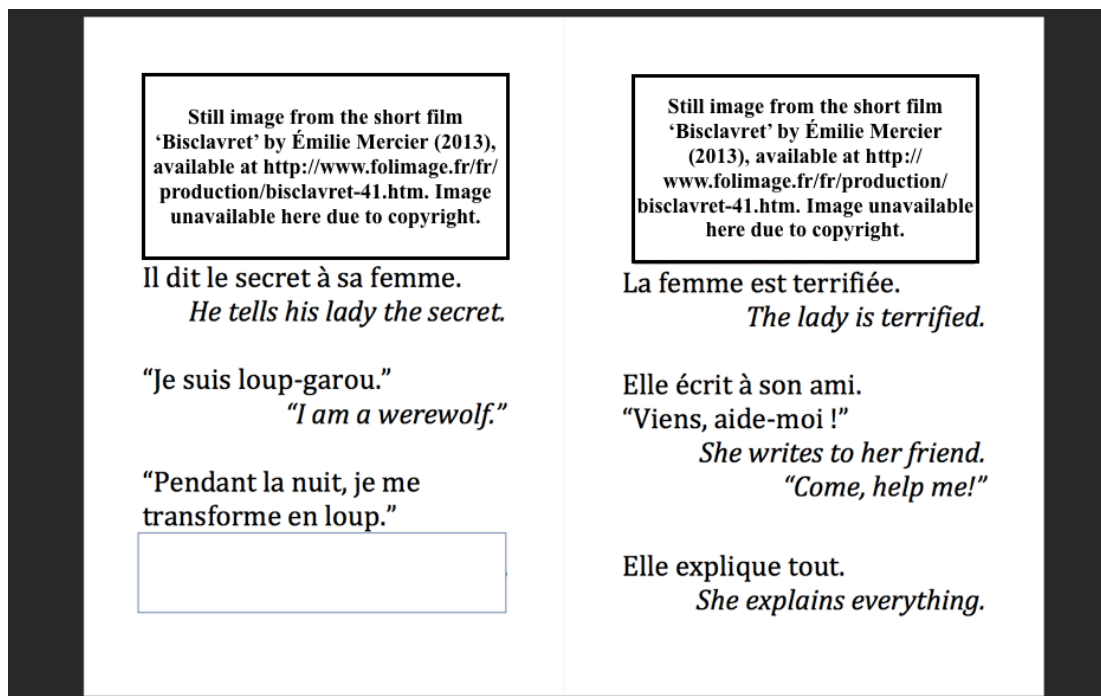 Still image from the short film
‘Bisclavret’ by Émilie Mercier (2013),
available at http://www.folimage.fr/fr/
production/bisclavret-41.htm. Image
unavailable here due to copyright.
Il dit le secret à sa femme.
He tells his lady the secret.
“Je suis loup-garou.”
“I am a werewolf.”
“Pendant la nuit, je me
transforme en loup.”
Still image from the short film
‘Bisclavret’ by Émilie Mercier
(2013), available at http://
www.folimage.fr/fr/production/
bisclavret-41.htm. Image unavailable
here due to copyright.
La femme est terrifiée.
The lady is terrified.
Elle écrit à son ami.
“Viens, aide-moi !”
She writes to her friend.
“Come, help me!”
Elle explique tout.
She explains everything.